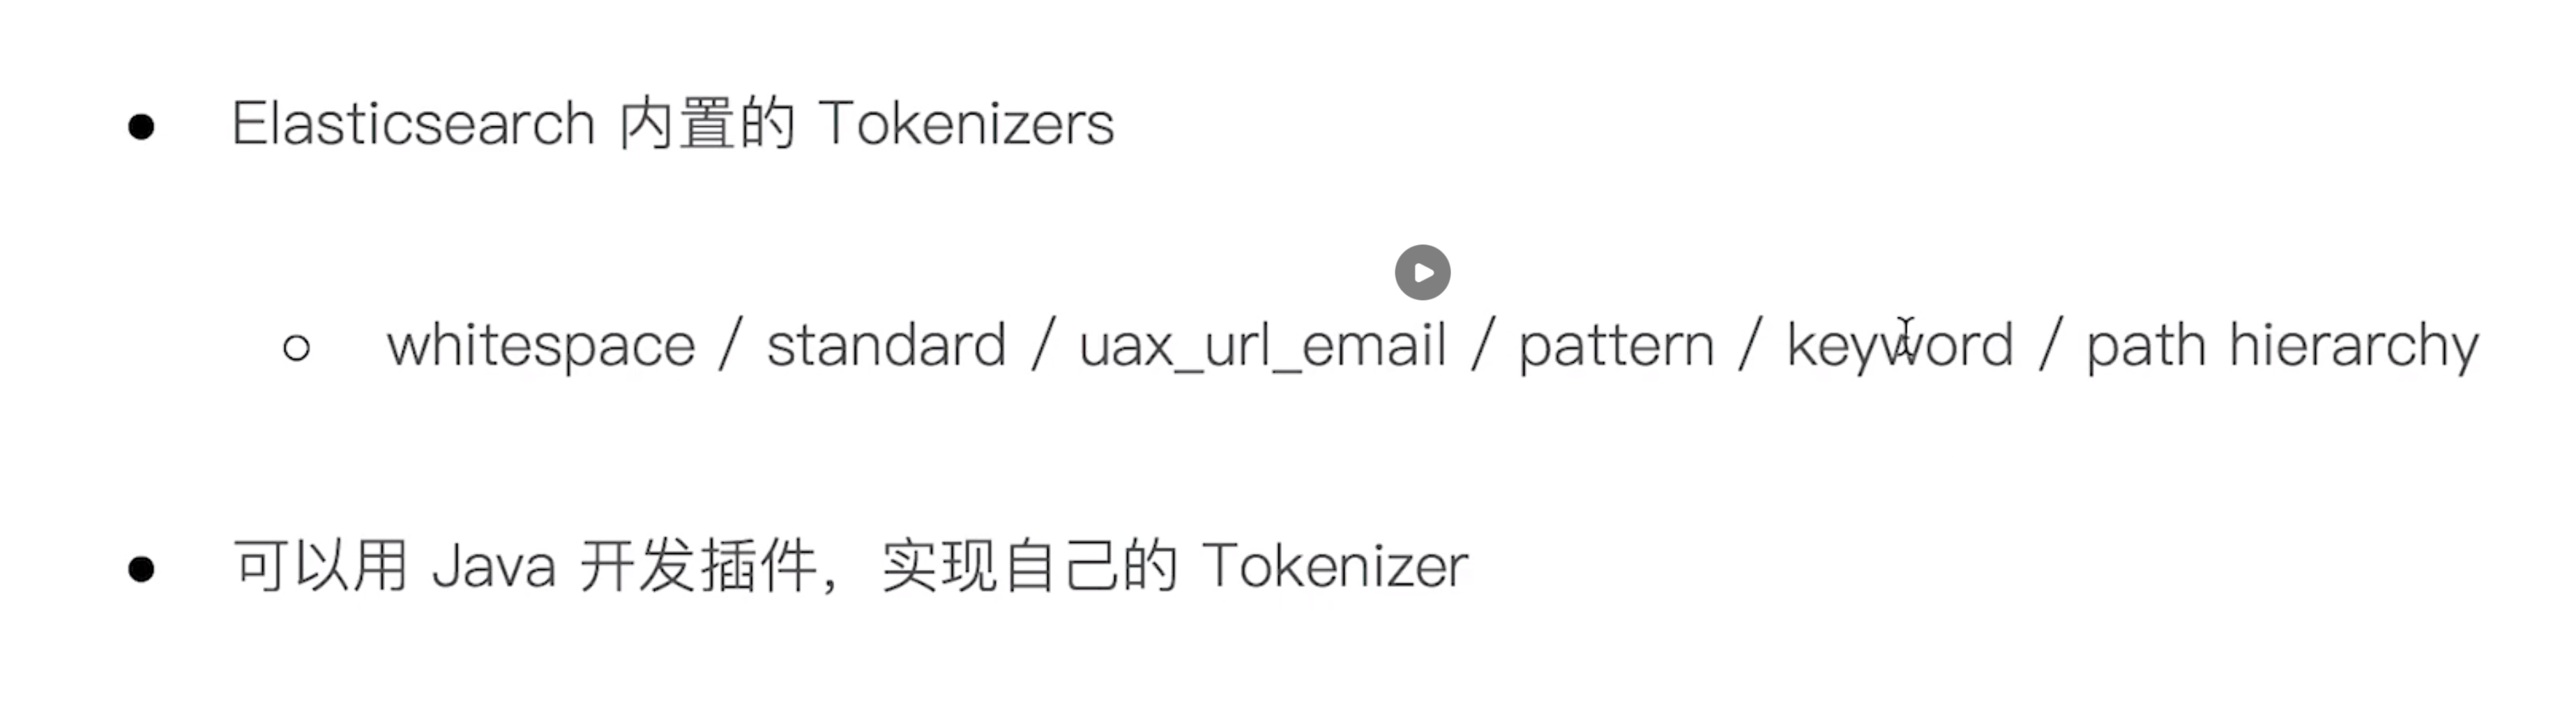 Elasticsearch 内置的 Tokenizers
whitespace / standard / uax_url_email / pattern / keyword / path hierarchy
可以用 Java 开发插件，实现自己的 Tokenizer